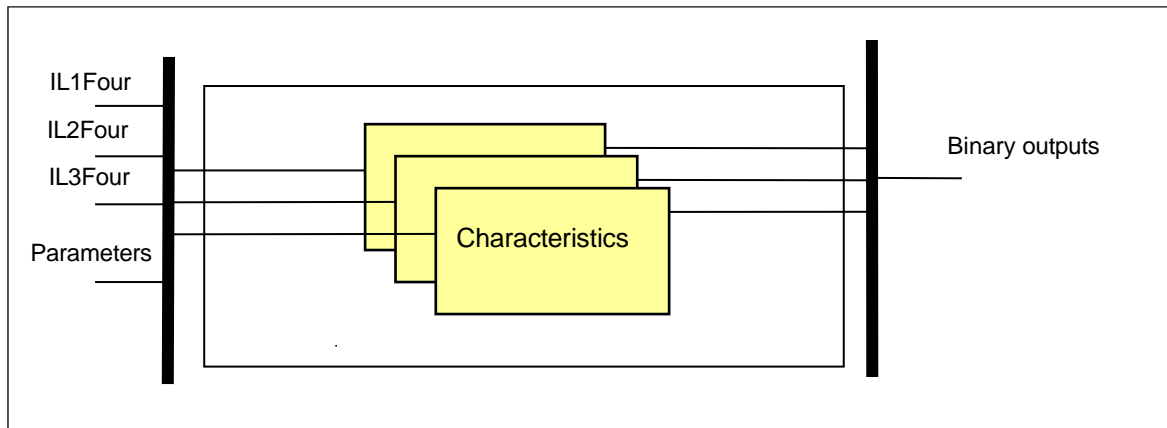 IL1Four
IL2Four
IL3Four
Parameters
Characteristics
Binary outputs